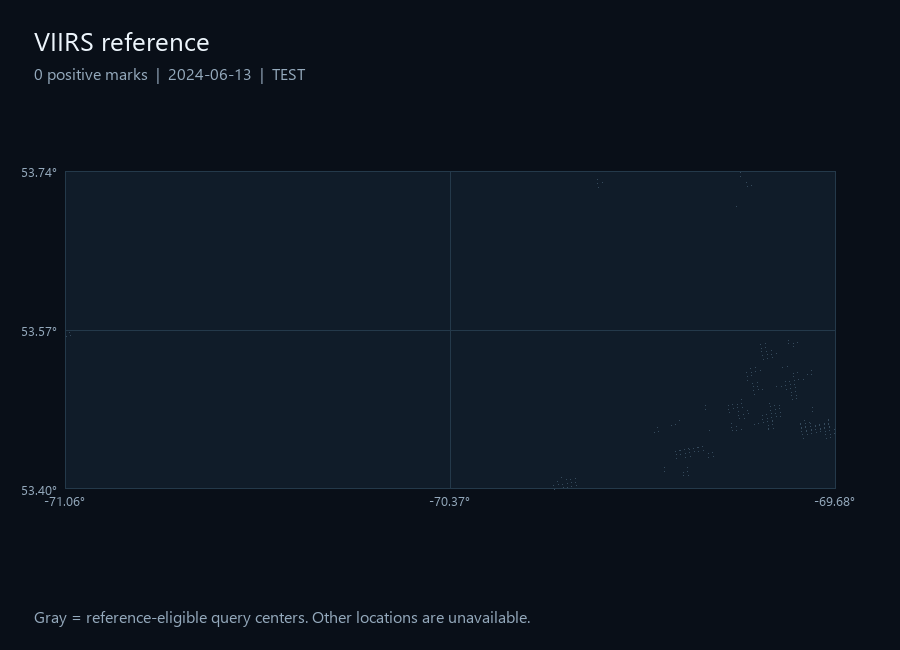 VIIRS reference
0 positive marks | 2024-06-13 | TEST
53.74°
53.57°
53.40°
-71.06°
-70.37°
-69.68°
Gray = reference-eligible query centers. Other locations are unavailable.